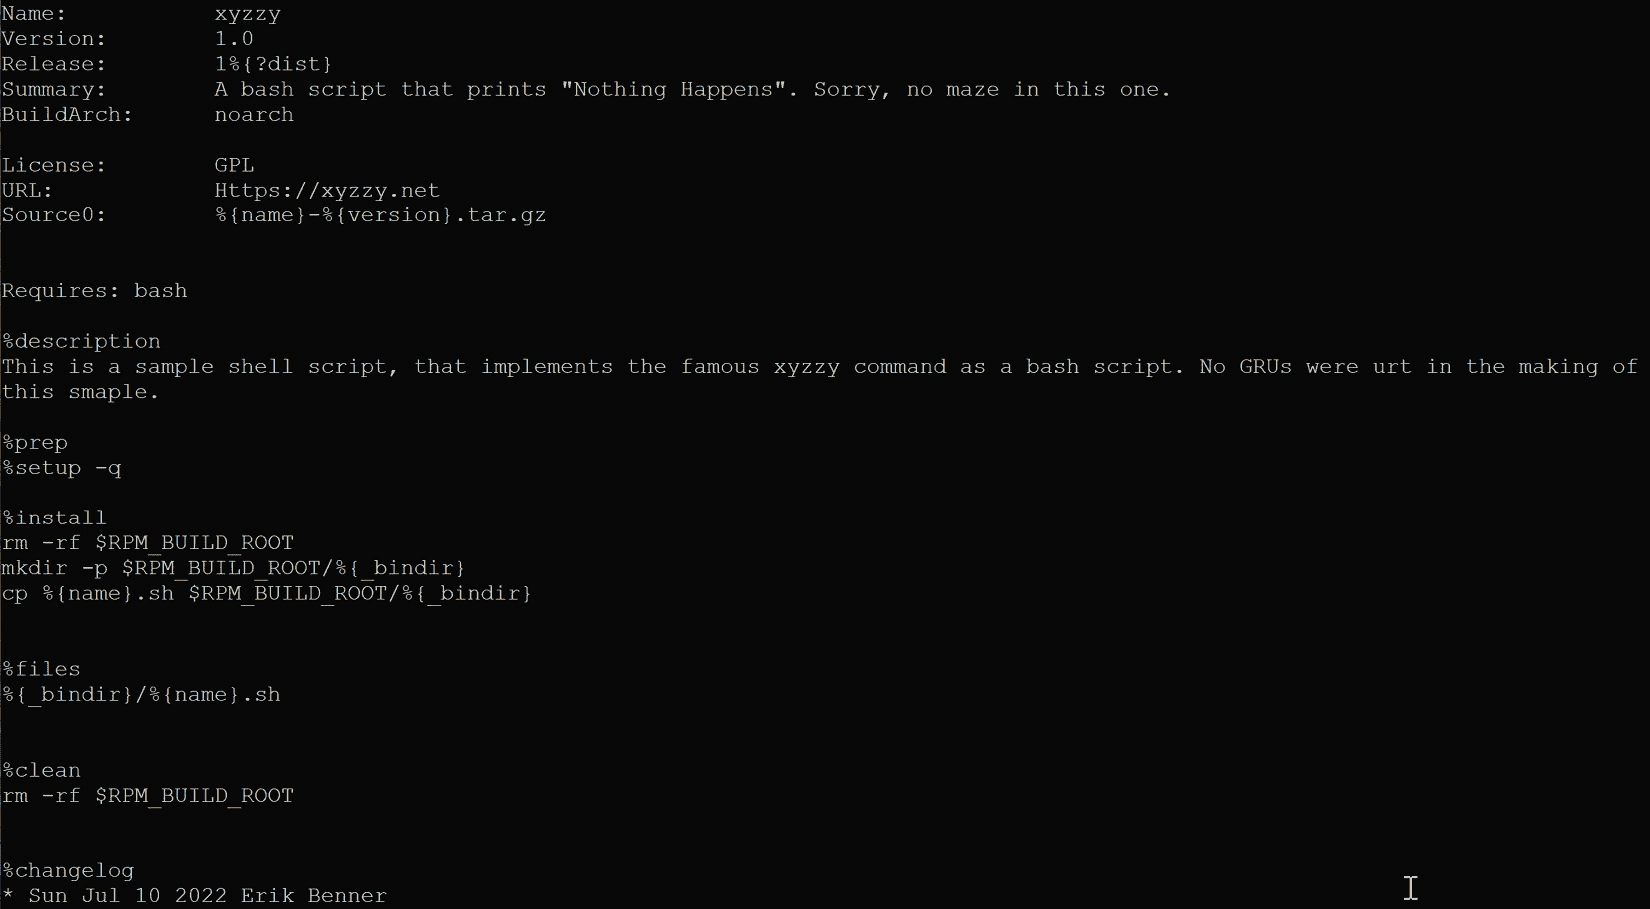 Name:           xyzzy
Version:        1.0
Release:        1%{?dist}
Summary:        A bash script that prints "Nothing Happens". Sorry, no maze in this one.
BuildArch:      noarch
License:        GPL
URL:            Https://xyzzy.net
Source0:        %{name}-%{version}.tar.gz
Requires: bash
%description
This is a sample shell script, that implements the famous xyzzy command as a bash script. No GRUs were urt in the making of
this smaple.
%prep
%setup -q
%install
rm -rf $RPM_BUILD_ROOT
mkdir -p $RPM_BUILD_ROOT/%{_bindir}
cp %{name}.sh $RPM_BUILD_ROOT/%{_bindir}
%files
%{_bindir}/%{name}.sh
%clean
rm -rf $RPM_BUILD_ROOT
%changelog
* Sun Jul 10 2022 Erik Benner